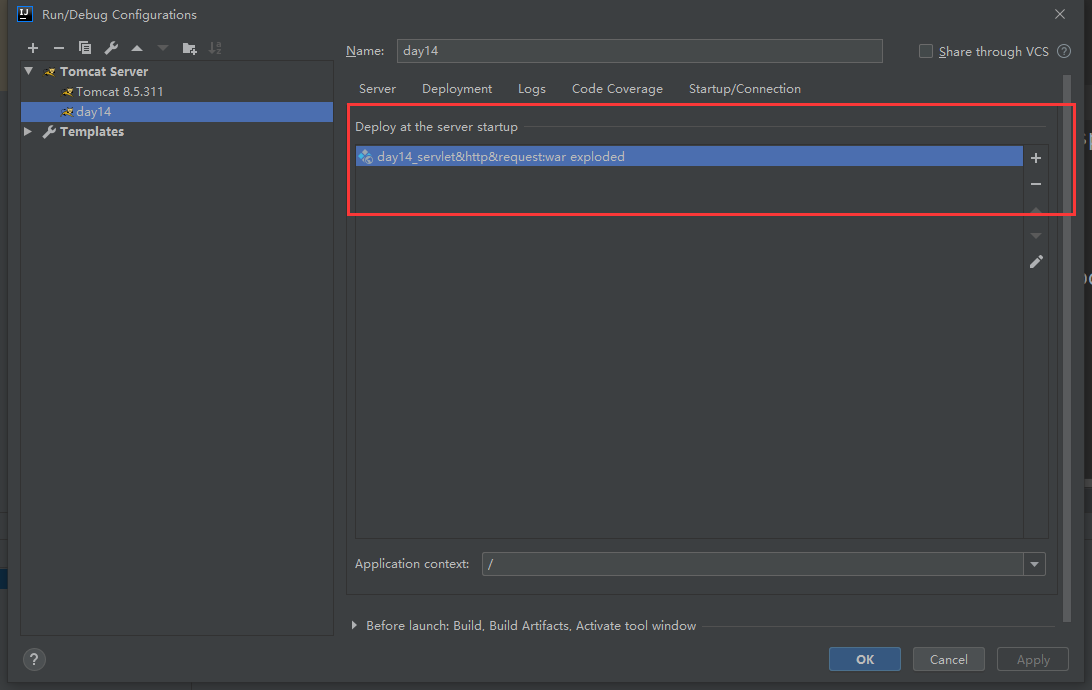 Run/Debug Configurations
Name: day14
Share through VCS
Tomcat Server
Tomcat 8.5.311
day14
Templates
Server Deployment Logs Code Coverage Startup/Connection
Deploy at the server startup
day14_servlet&http&request:war exploded
Application context: /
Before launch: Build, Build Artifacts, Activate tool window
OK Cancel Apply